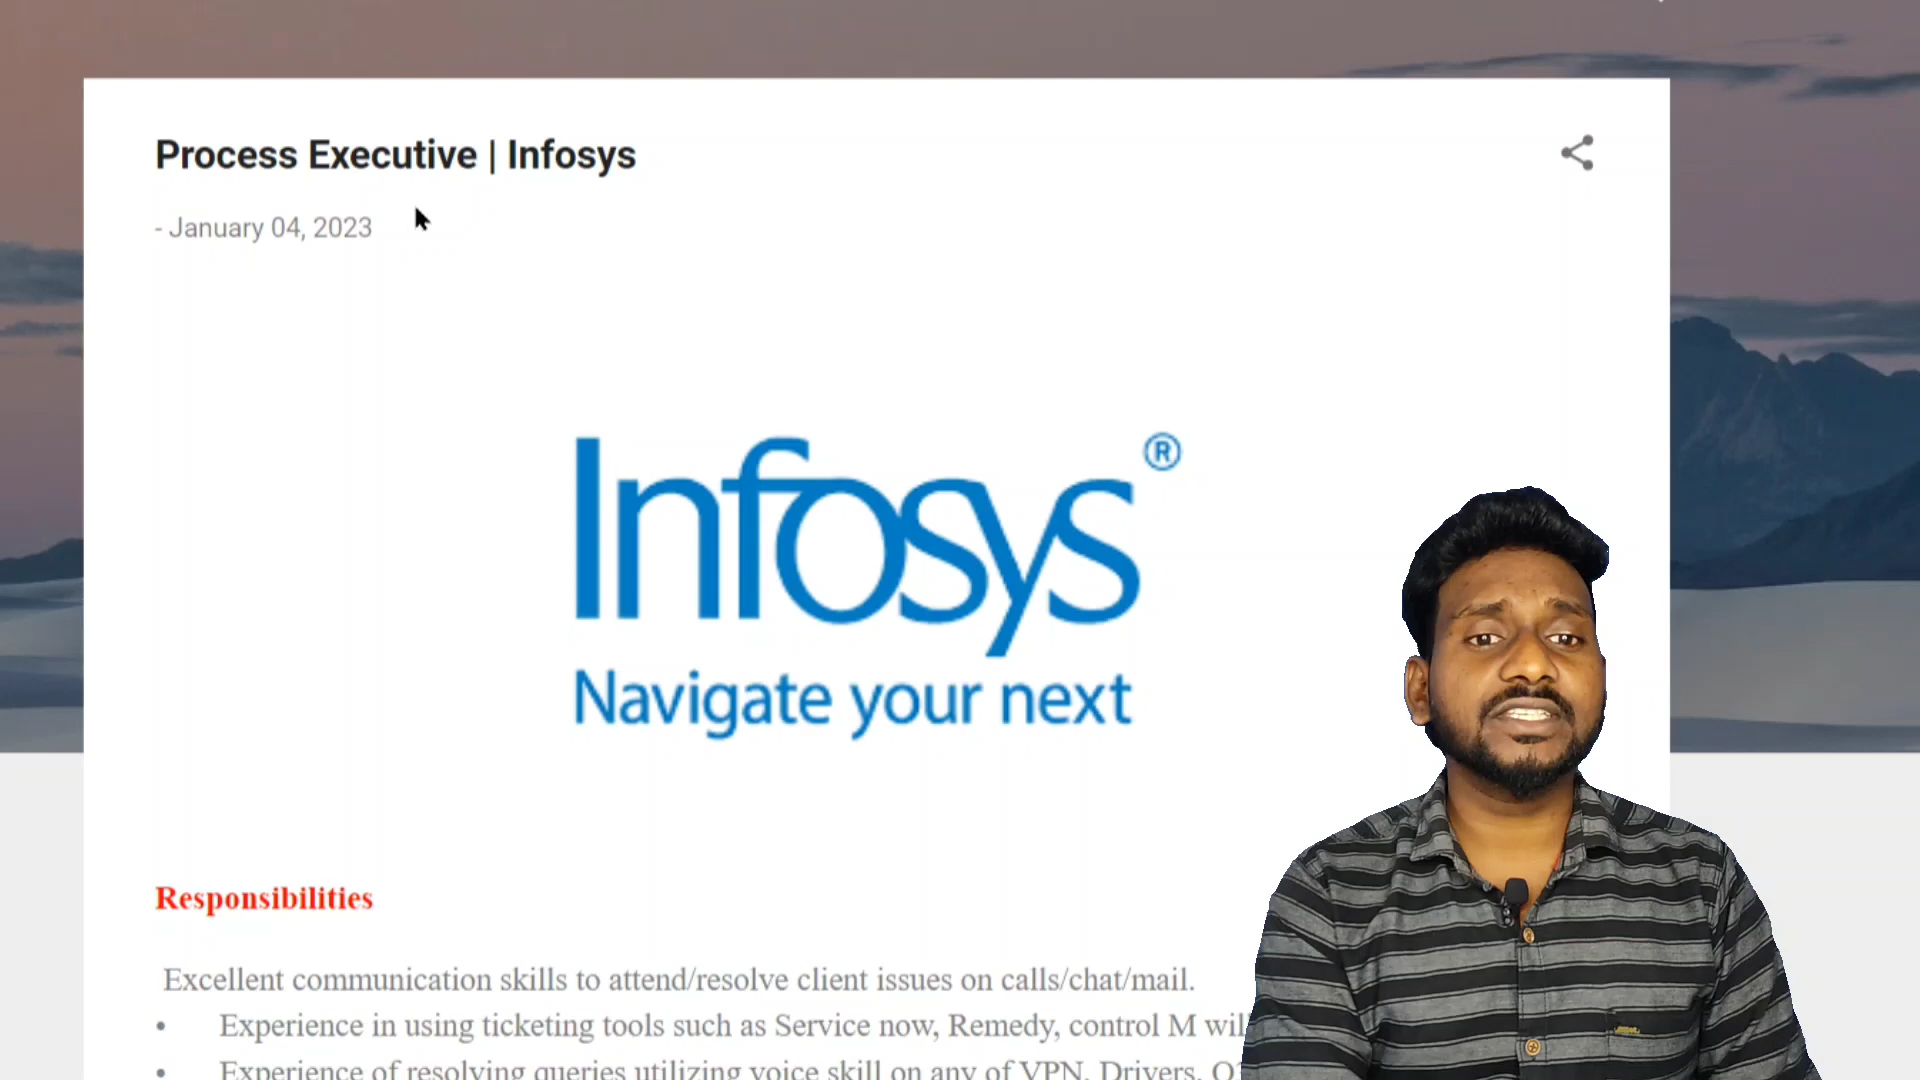 Process Executive | Infosys
- January 04, 2023
Infosys®
Navigate your next
Responsibilities
Excellent communication skills to attend/resolve client issues on calls/chat/mail.
• Experience in using ticketing tools such as Service now, Remedy, control M wil
• Experience of resolving queries utilizing voice skill on any of VPN, Drivers,